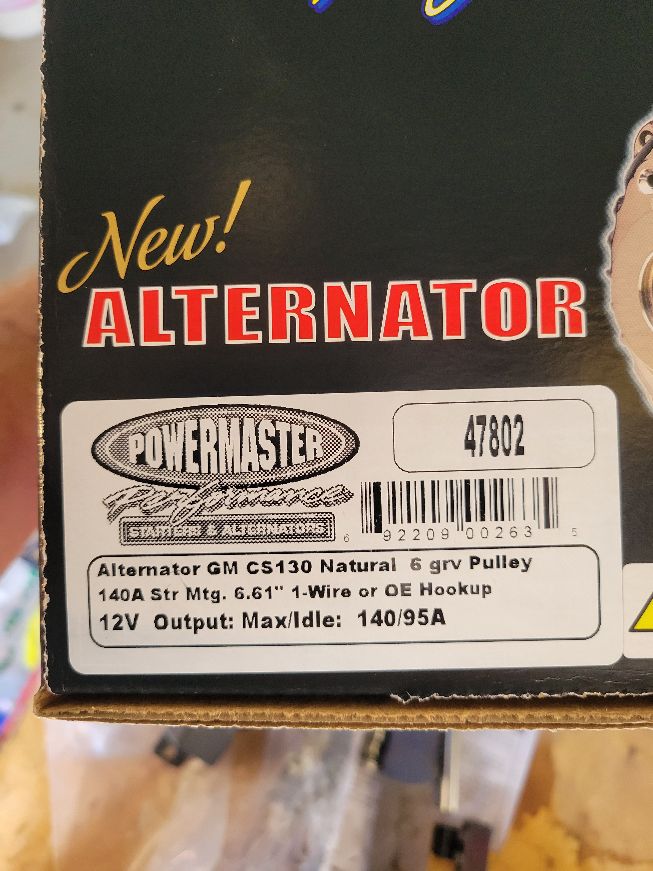 New!
ALTERNATOR
POWERMASTER
performance
STARTERS & ALTERNATORS
47802
6 92209 00263 5
Alternator GM CS130 Natural 6 grv Pulley
140A Str Mtg. 6.61" 1-Wire or OE Hookup
12V Output: Max/Idle: 140/95A